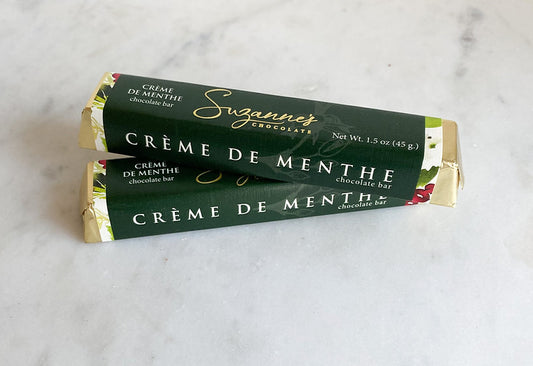 CRÈME
DE MENTHE
chocolate bar
Suzanne's
CHOCOLATE
Net Wt. 1.5 oz (45 g.)
CRÈME DE MENTHE
chocolate bar
CRÈME
DE MENTHE
chocolate bar
CRÈME DE MENTHE
chocolate bar